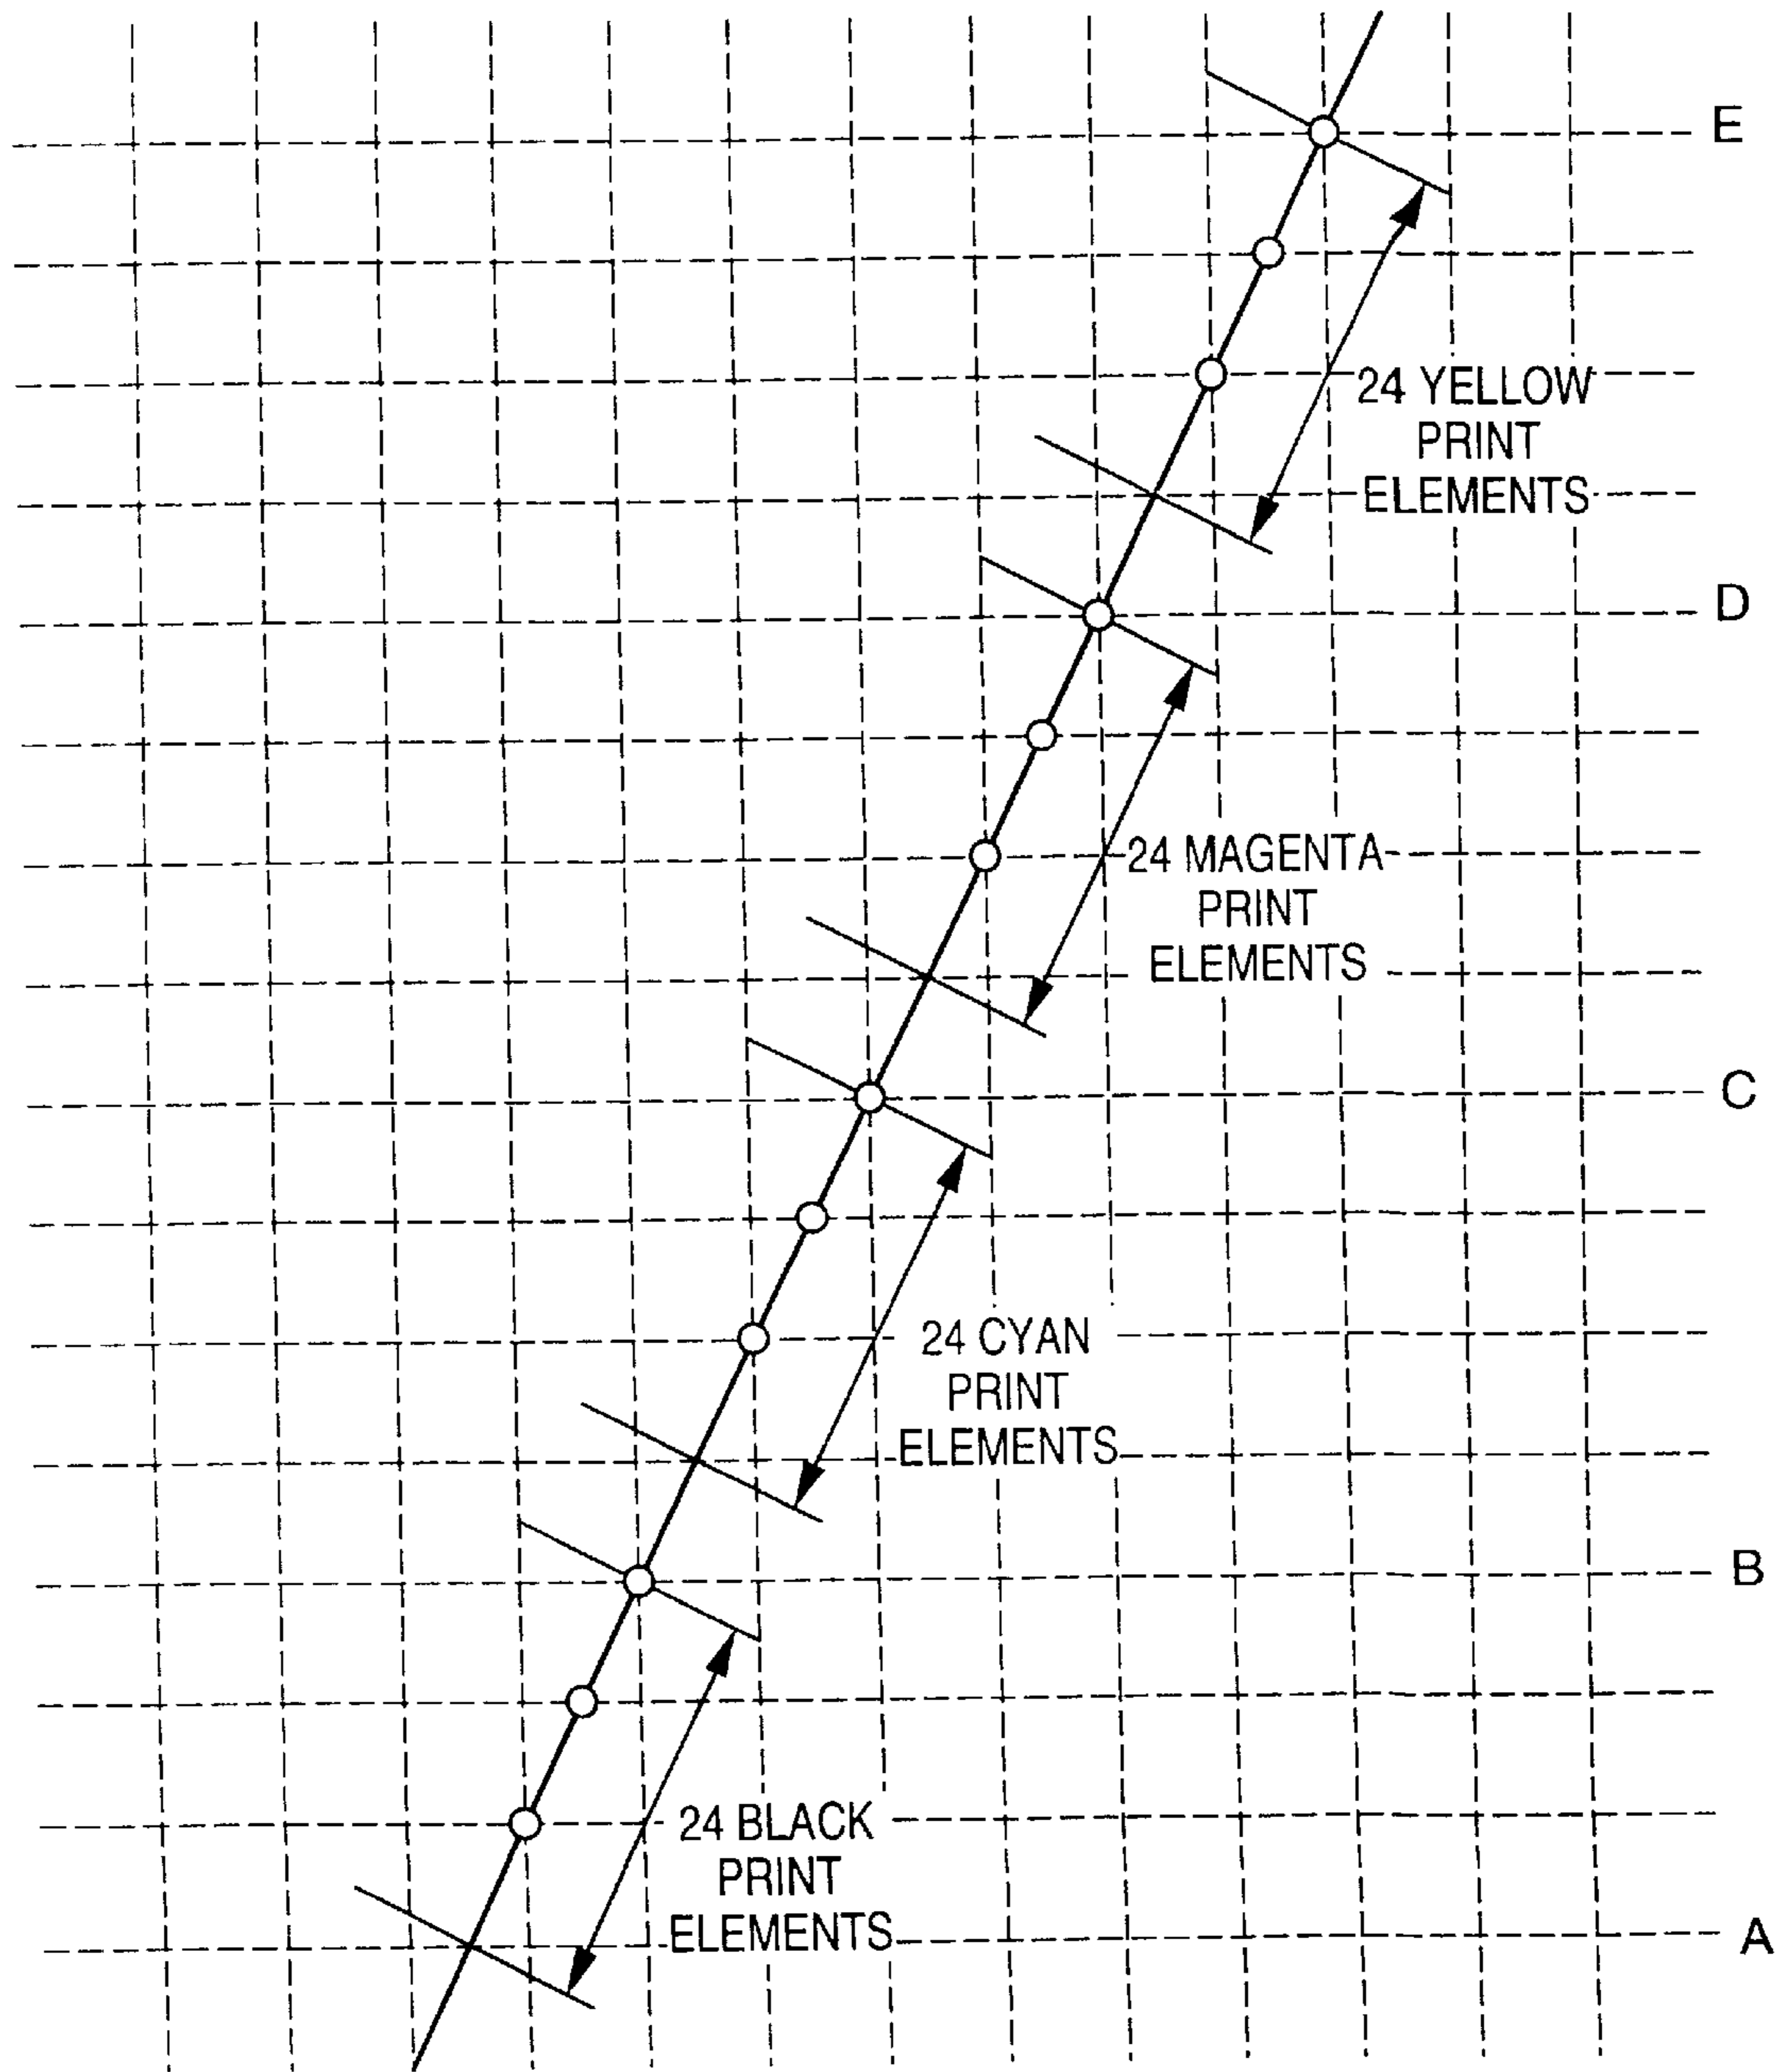 E
24 YELLOW
PRINT
ELEMENTS
D
24 MAGENTA
PRINT
ELEMENTS
C
24 CYAN
PRINT
ELEMENTS
B
24 BLACK
PRINT
ELEMENTS
A